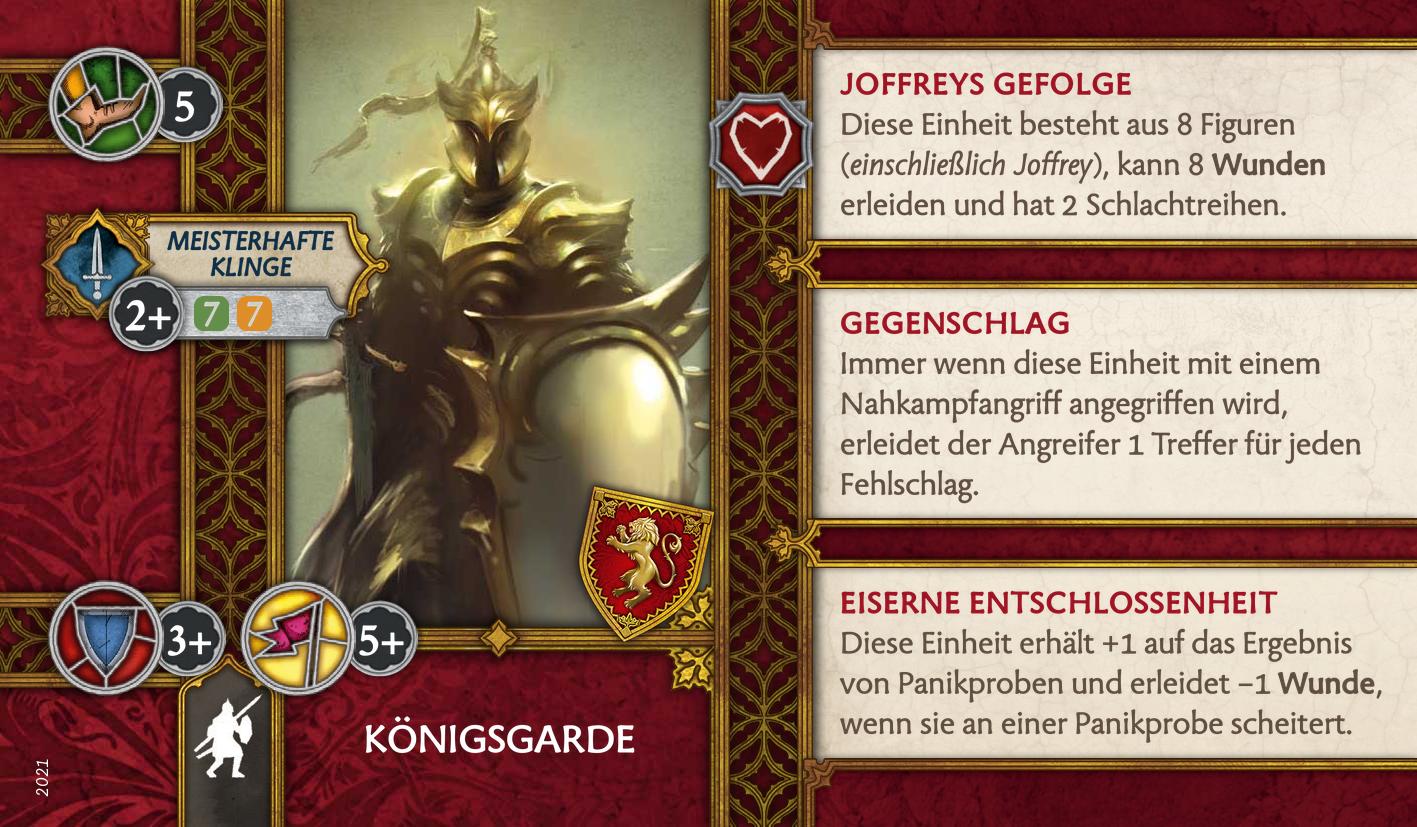 5
MEISTERHAFTE
KLINGE
2+ 7 7
3+ 5+
KÖNIGSGARDE
2021
JOFFREYS GEFOLGE
Diese Einheit besteht aus 8 Figuren
(einschließlich Joffrey), kann 8 Wunden
erleiden und hat 2 Schlachtreihen.
GEGENSCHLAG
Immer wenn diese Einheit mit einem
Nahkampfangriff angegriffen wird,
erleidet der Angreifer 1 Treffer für jeden
Fehlschlag.
EISERNE ENTSCHLOSSENHEIT
Diese Einheit erhält +1 auf das Ergebnis
von Panikproben und erleidet −1 Wunde,
wenn sie an einer Panikprobe scheitert.